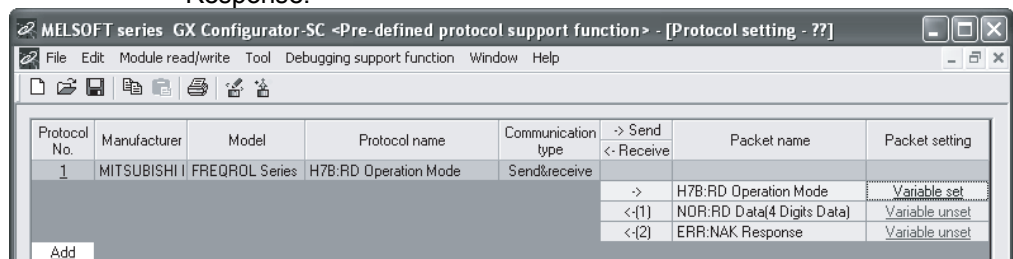 Response.
MELSOFT series GX Configurator-SC <Pre-defined protocol support function> - [Protocol setting - ??]
File Edit Module read/write Tool Debugging support function Window Help
Protocol No. Manufacturer Model Protocol name Communication type -> Send <- Receive Packet name Packet setting
1 MITSUBISHI I FREQROL Series H7B:RD Operation Mode Send&receive
-> H7B:RD Operation Mode Variable set
<-(1) NOR:RD Data(4 Digits Data) Variable unset
<-(2) ERR:NAK Response Variable unset
Add